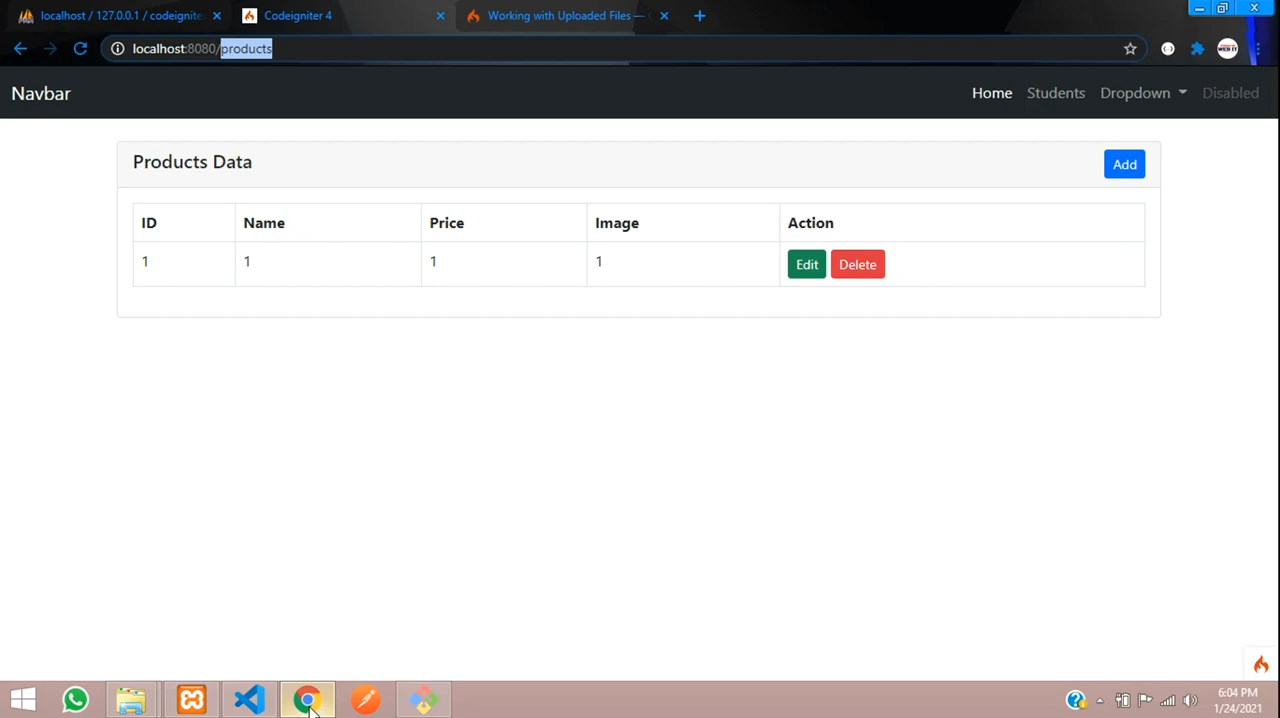 localhost / 127.0.0.1 / codeignite
Codeigniter 4
Working with Uploaded Files —
localhost:8080/products
Navbar
Home
Students
Dropdown
Disabled
Products Data
Add
ID Name Price Image Action
1 1 1 1 Edit Delete
6:04 PM
1/24/2021